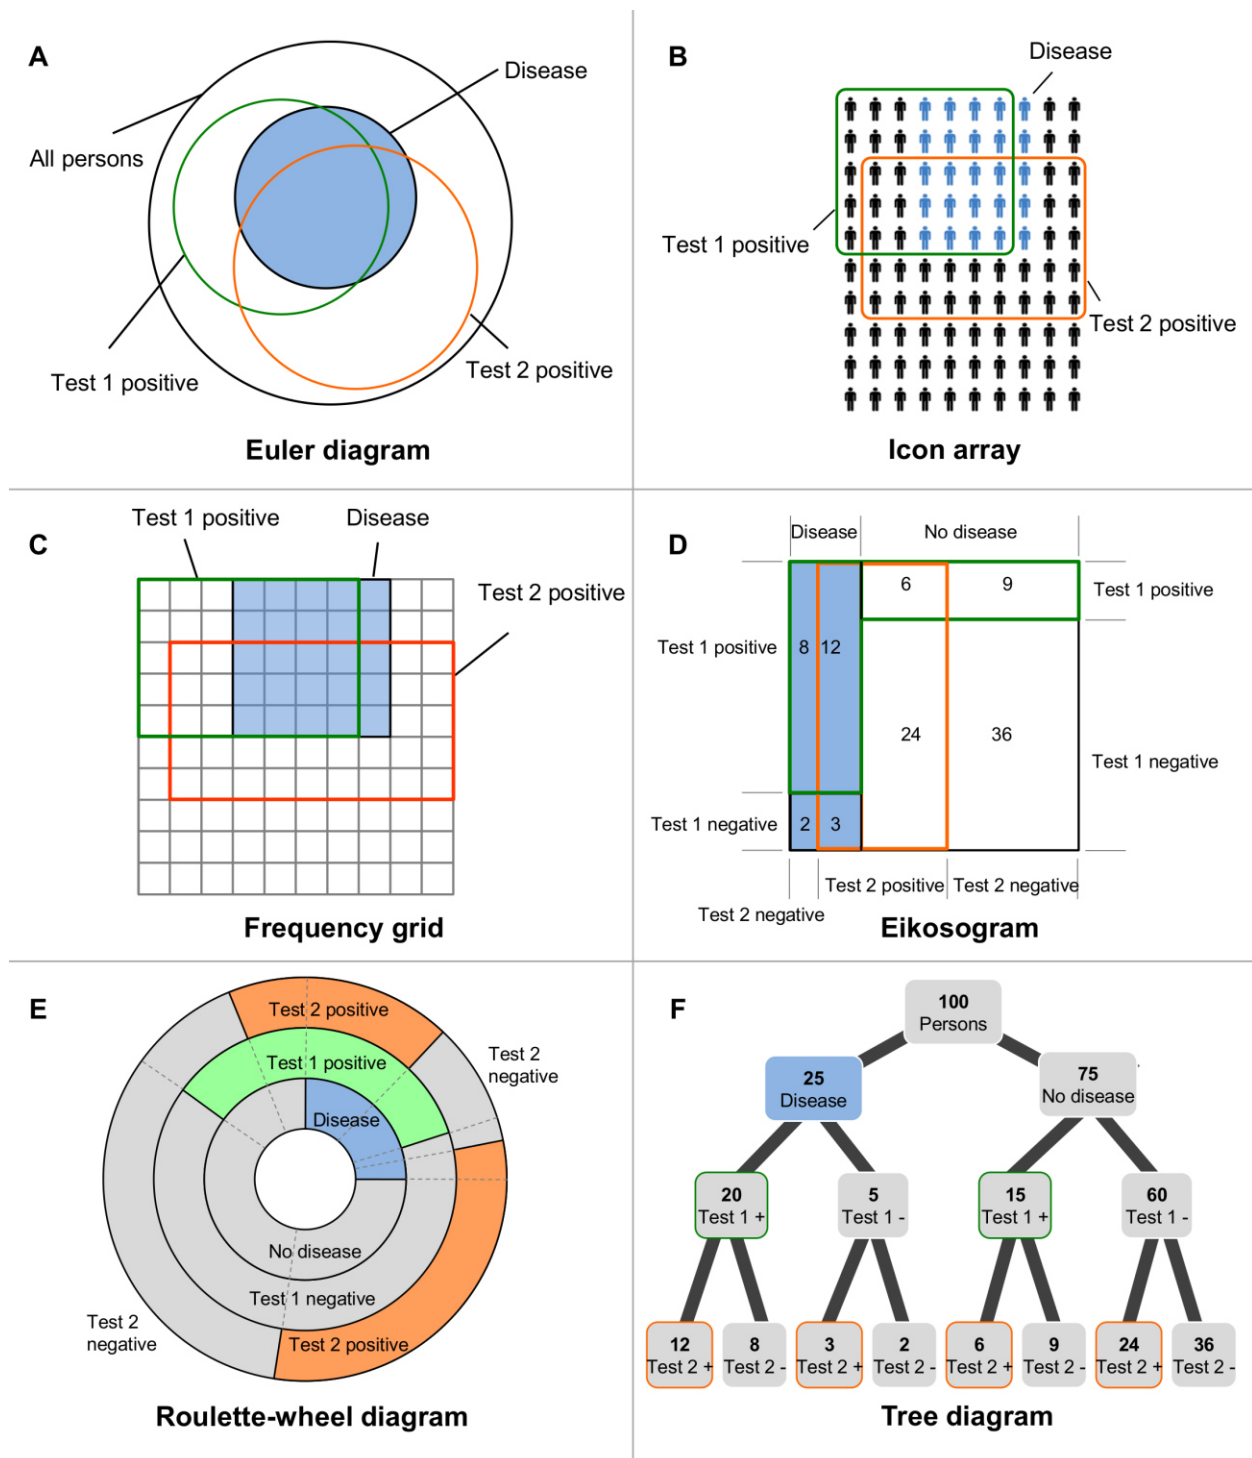 A
Disease
All persons
Test 1 positive
Test 2 positive
Euler diagram
B
Disease
Test 1 positive
Test 2 positive
Icon array
C
Test 1 positive
Disease
Test 2 positive
Frequency grid
D
Disease
No disease
6
9
Test 1 positive
Test 1 positive
8
12
24
36
Test 1 negative
Test 1 negative
2
3
Test 2 positive
Test 2 negative
Test 2 negative
Eikosogram
E
Test 2 positive
Test 1 positive
Test 2
negative
Disease
No disease
Test 1 negative
Test 2
negative
Test 2 positive
Roulette-wheel diagram
F
100
Persons
25
Disease
75
No disease
20
Test 1 +
5
Test 1 -
15
Test 1 +
60
Test 1 -
12
Test 2 +
8
Test 2 -
3
Test 2 +
2
Test 2 -
6
Test 2 +
9
Test 2 -
24
Test 2 +
36
Test 2 -
Tree diagram